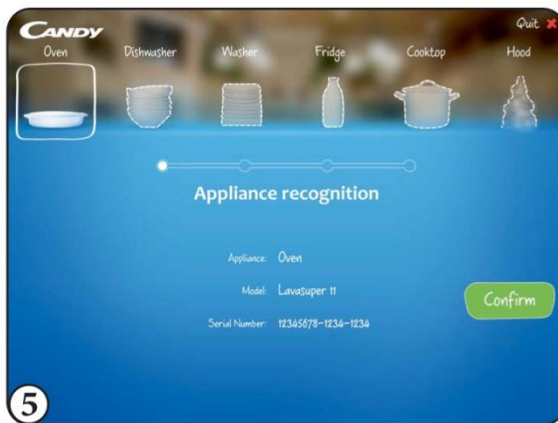 CANDY
Quit ×
Oven Dishwasher Washer Fridge Cooktop Hood
Appliance recognition
Appliance: Oven
Model: Lavasuper 11
Confirm
Serial Number: 12345678-1234-1234
5